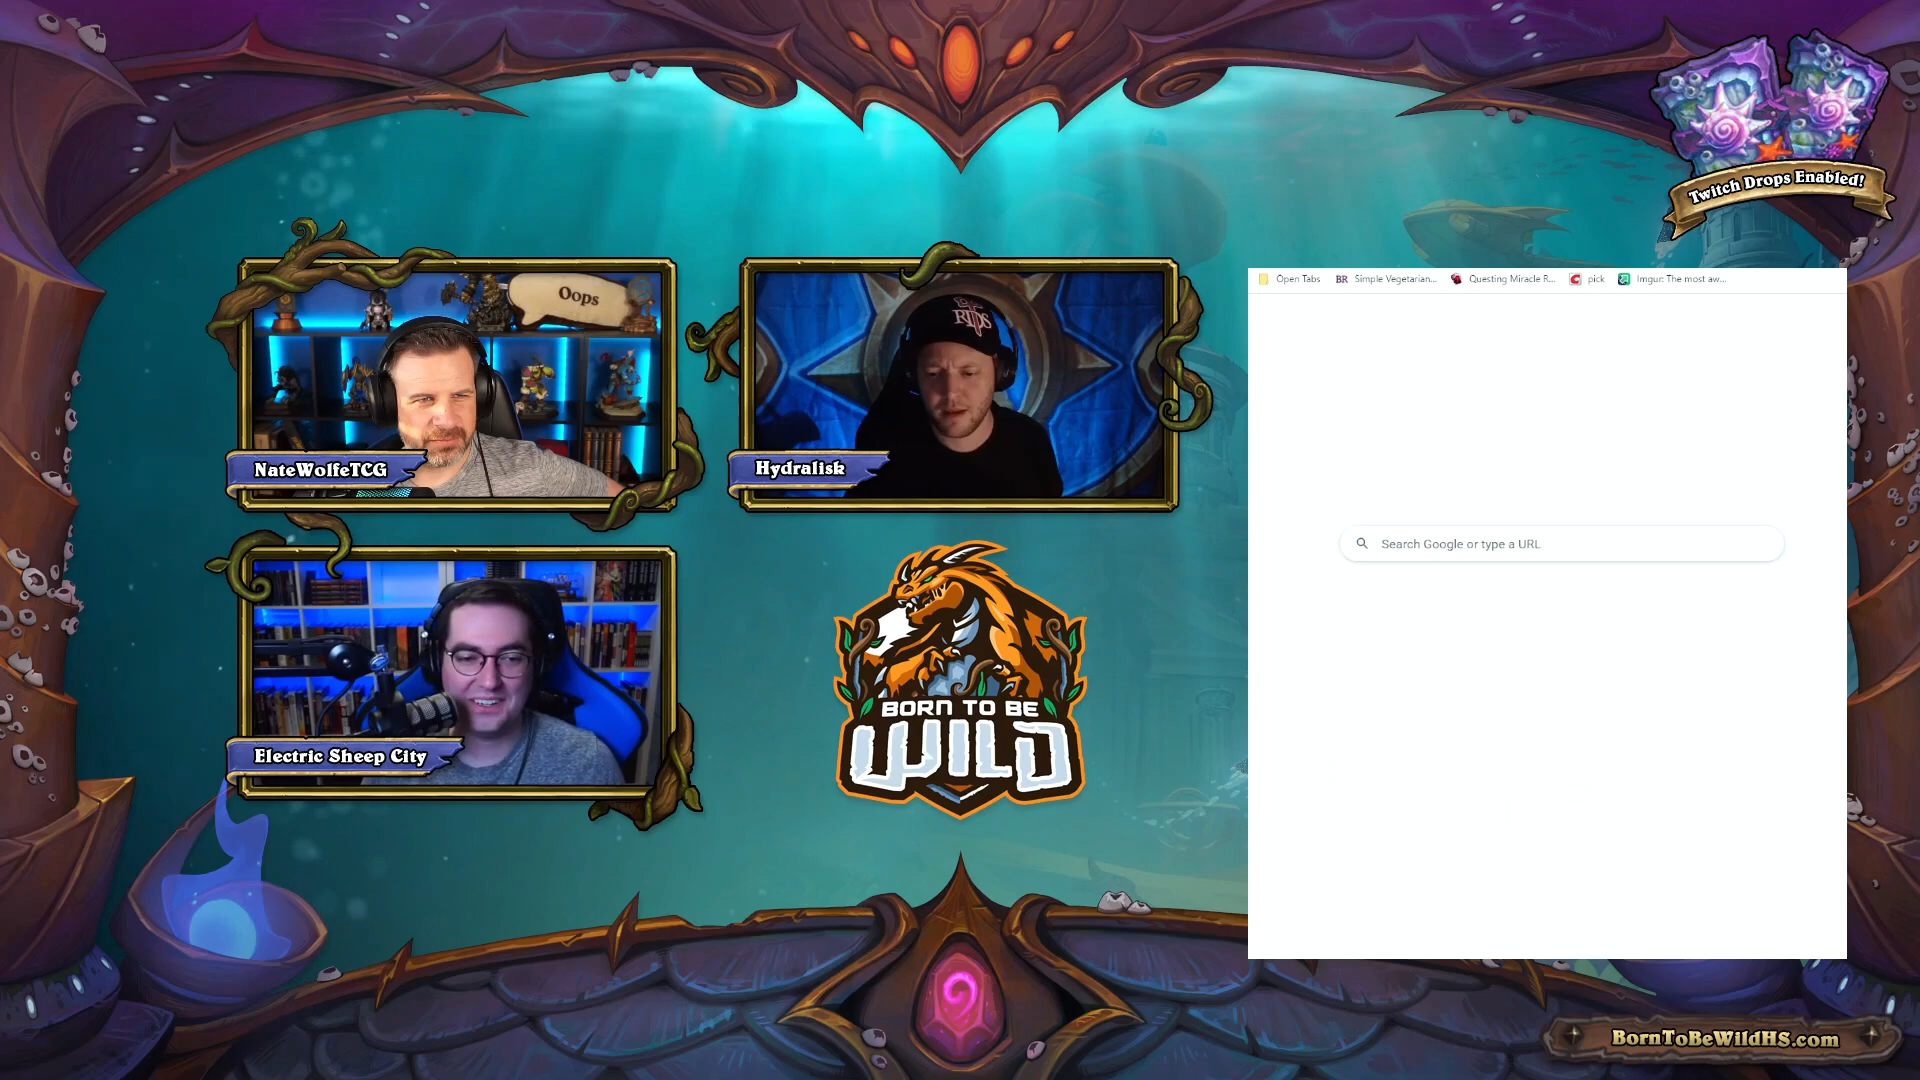 Twitch Drops Enabled!
Oops
NateWolfeTCG
Hydralisk
Open Tabs
BR Simple Vegetarian...
Questing Miracle R...
pick
Imgur: The most aw...
Search Google or type a URL
Electric Sheep City
BORN TO BE
WILD
BornToBeWildHS.com